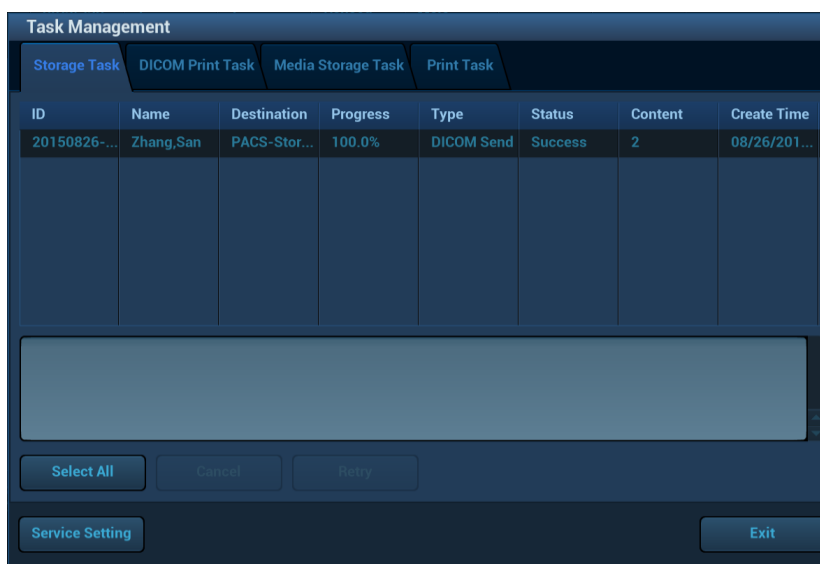 Task Management
Storage Task DICOM Print Task Media Storage Task Print Task
ID Name Destination Progress Type Status Content Create Time
20150826-... Zhang,San PACS-Stor... 100.0% DICOM Send Success 2 08/26/201...
Select All Cancel Retry
Service Setting Exit